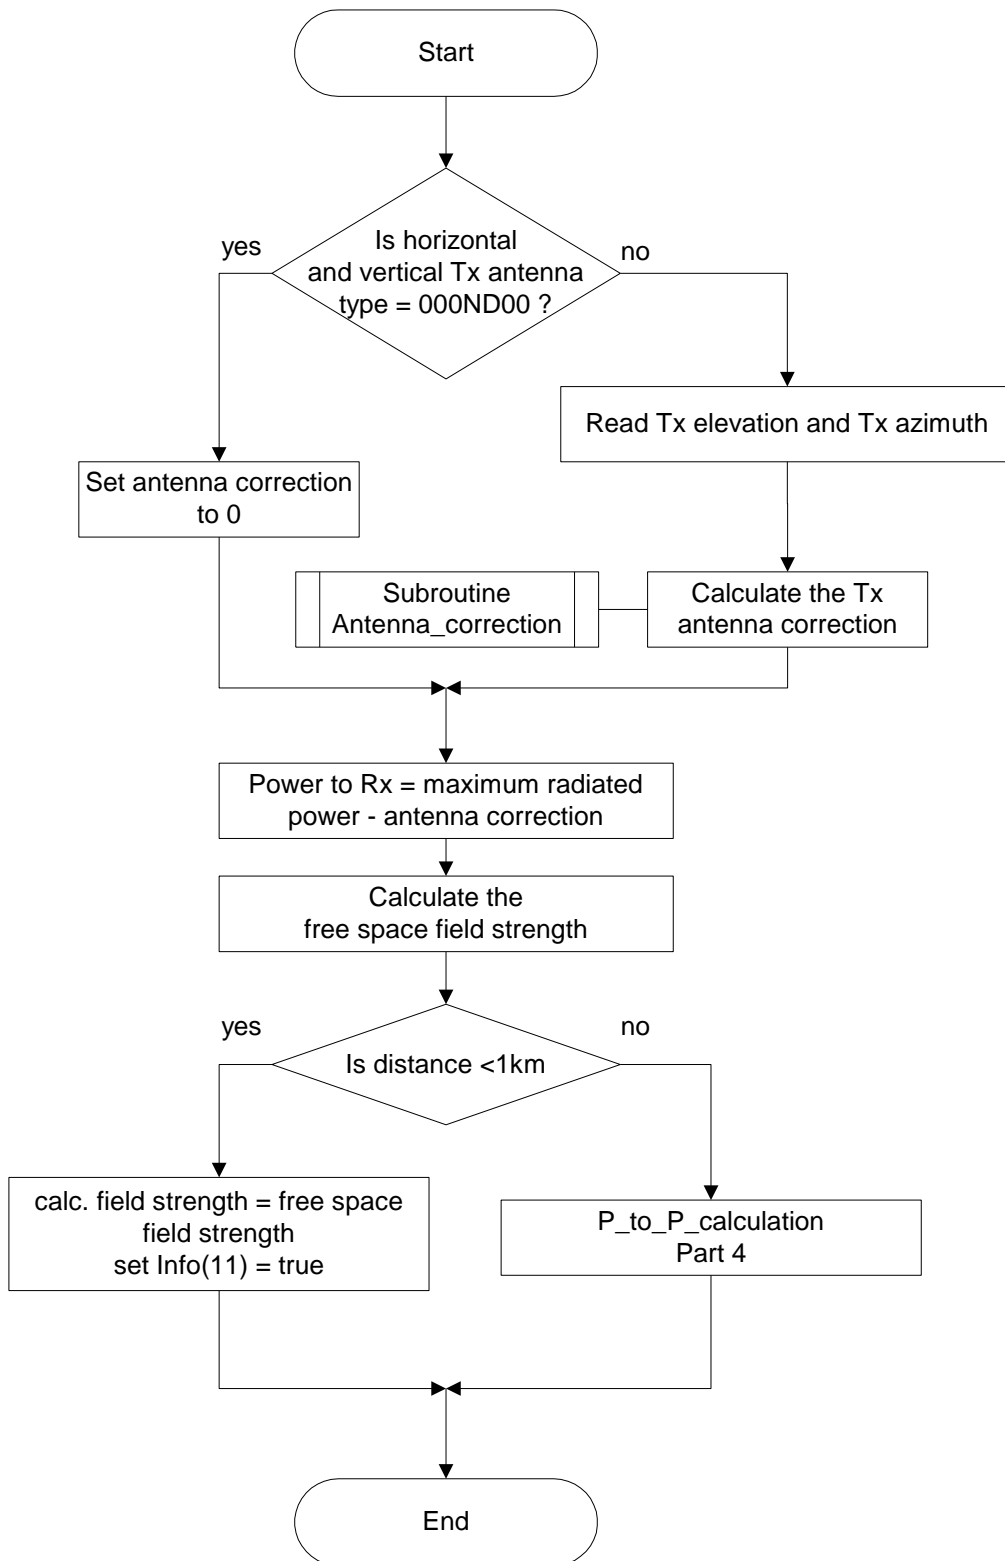 Start
Is horizontal
and vertical Tx antenna
type = 000ND00 ?
yes
no
Read Tx elevation and Tx azimuth
Set antenna correction
to 0
Subroutine
Antenna_correction
Calculate the Tx
antenna correction
Power to Rx = maximum radiated
power - antenna correction
Calculate the
free space field strength
yes
no
Is distance <1km
calc. field strength = free space
field strength
set Info(11) = true
P_to_P_calculation
Part 4
End